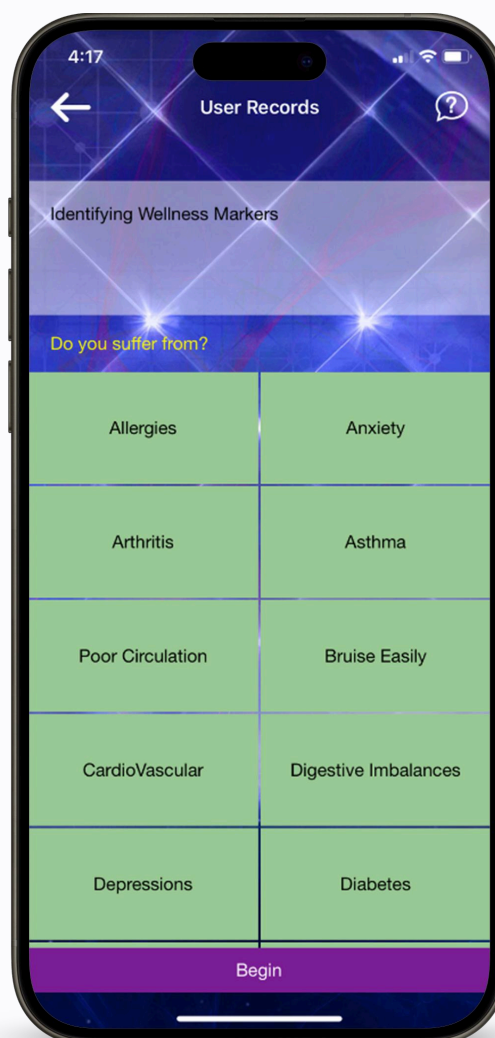 4:17
User Records
?
Identifying Wellness Markers
Do you suffer from?
Allergies
Anxiety
Arthritis
Asthma
Poor Circulation
Bruise Easily
CardioVascular
Digestive Imbalances
Depressions
Diabetes
Begin